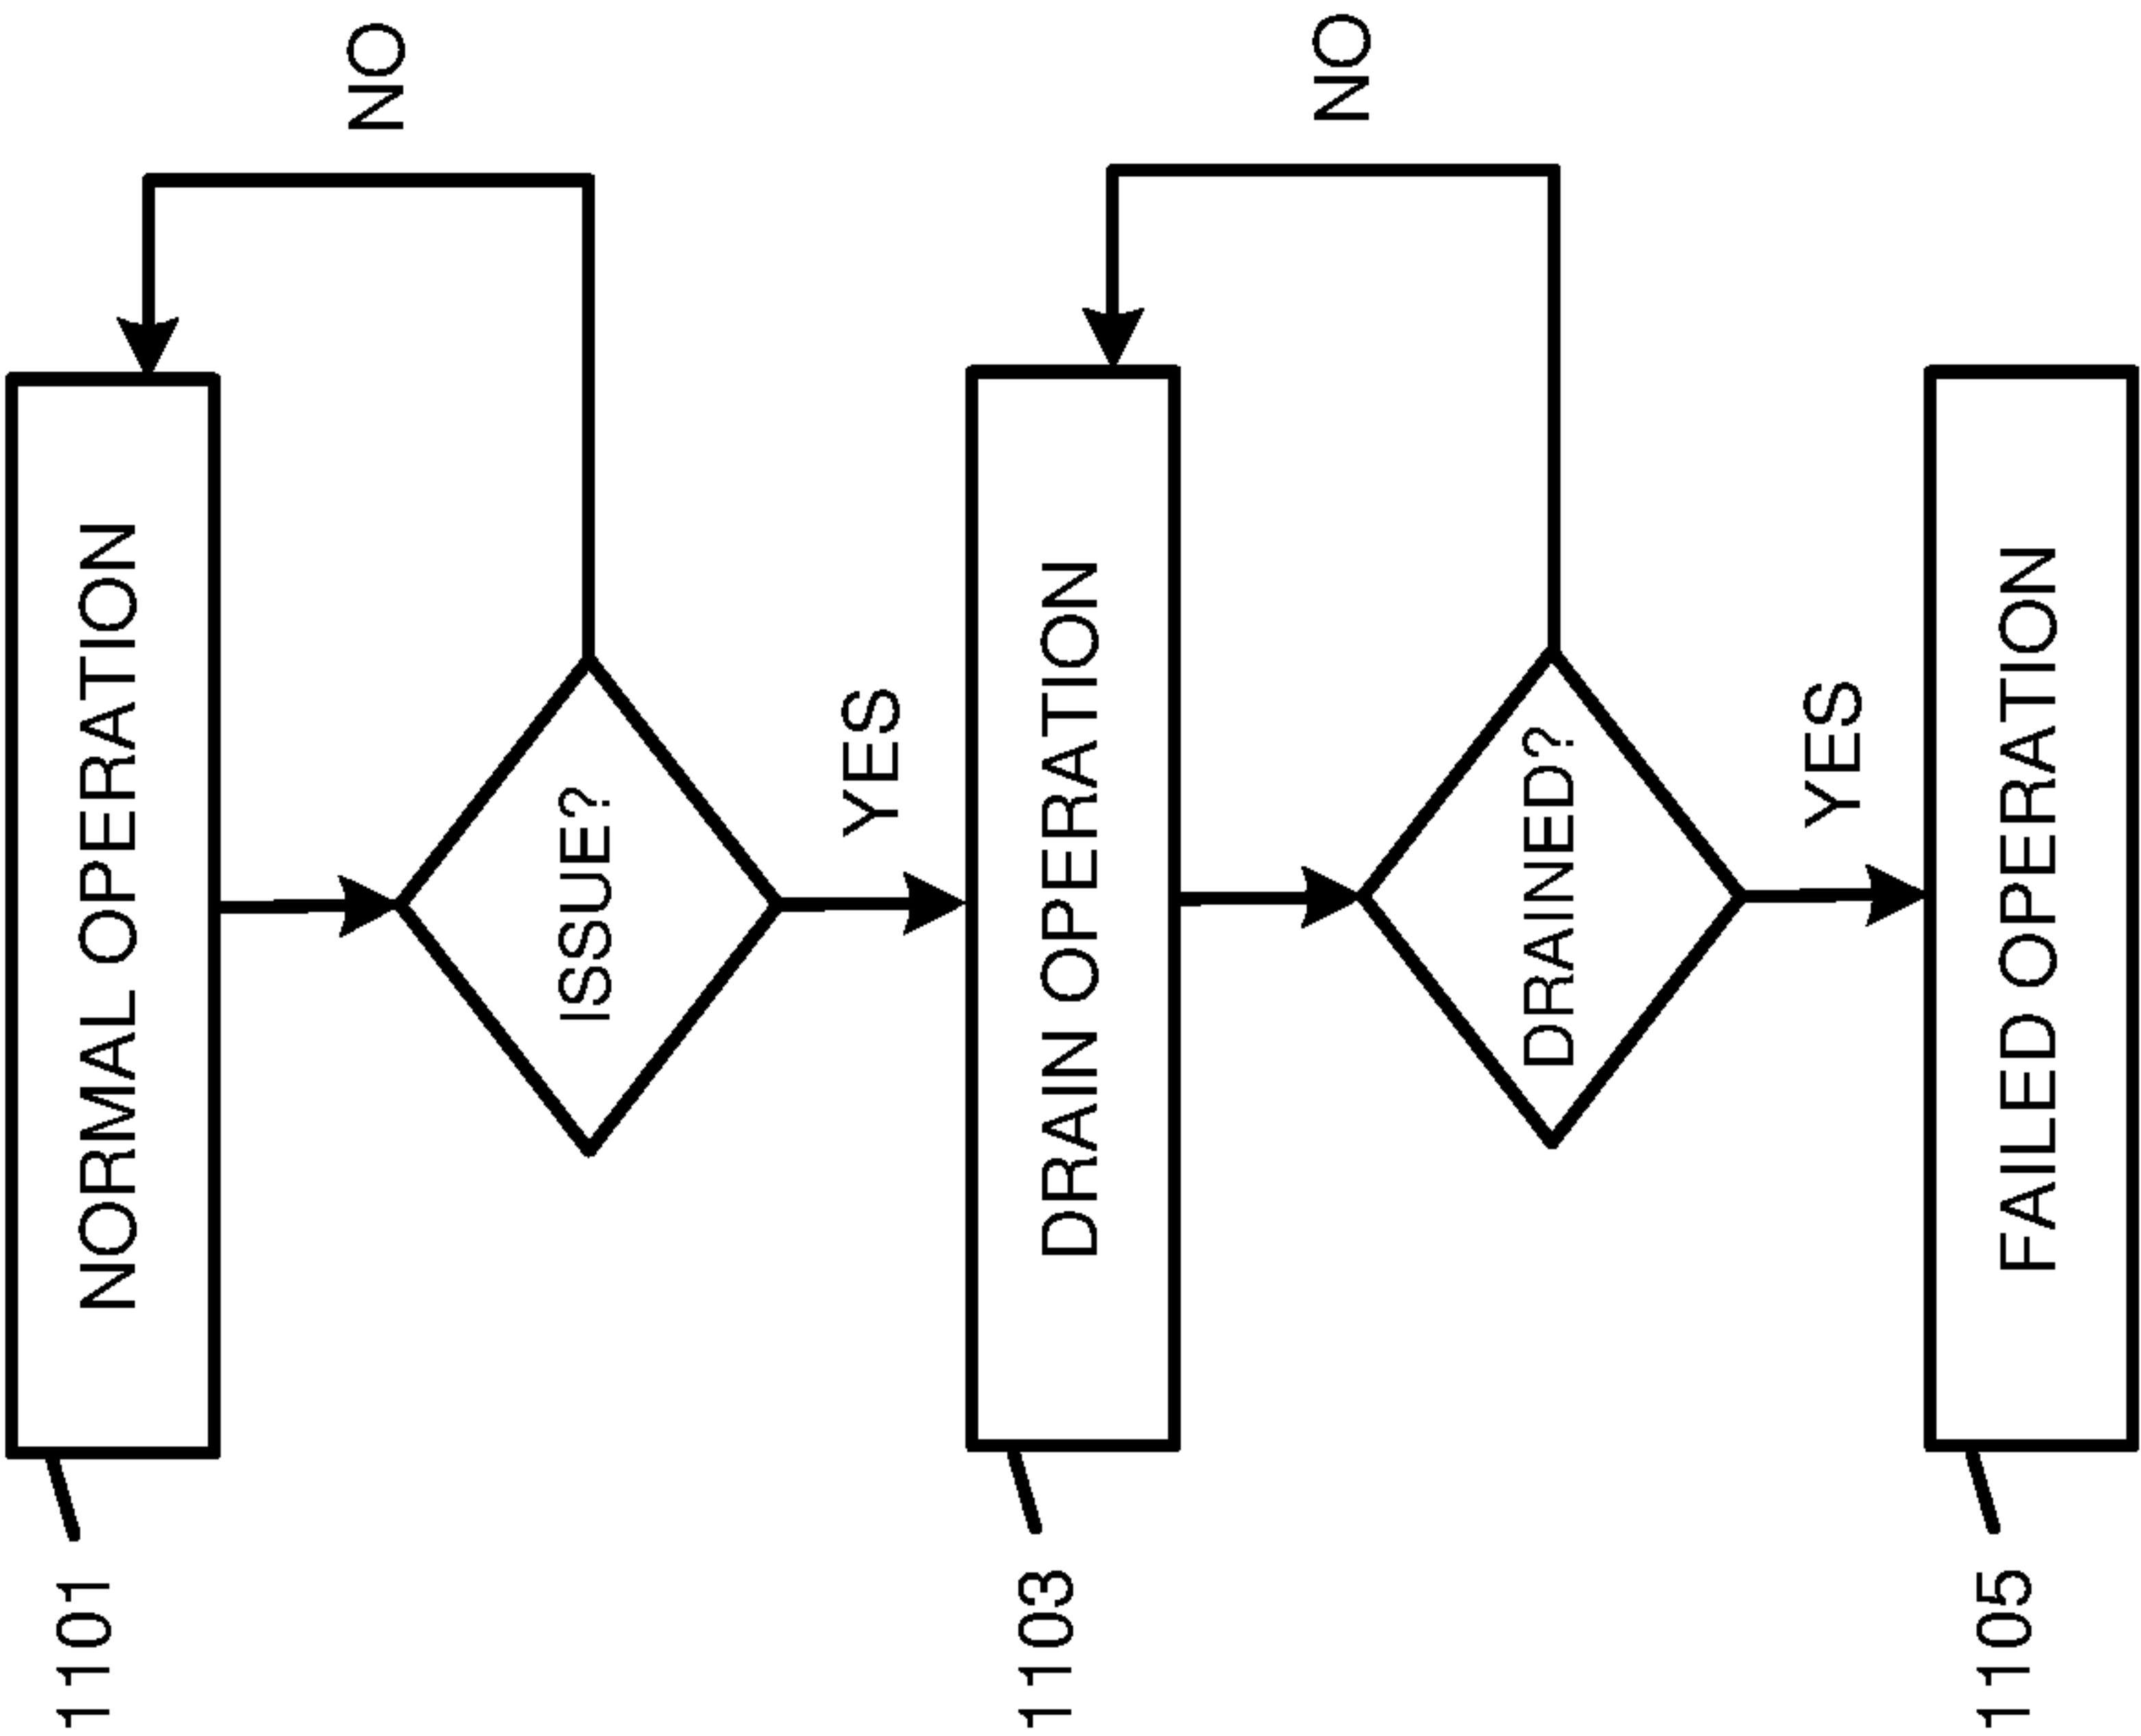 1101
NORMAL OPERATION
NO
ISSUE?
YES
1103
DRAIN OPERATION
NO
DRAINED?
YES
1105
FAILED OPERATION